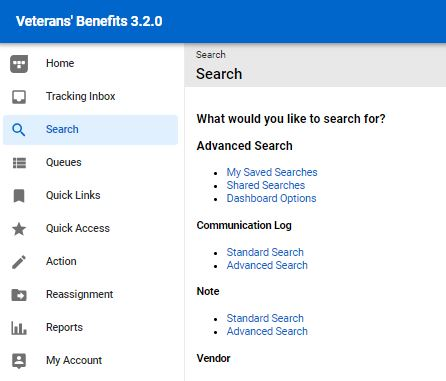 Veterans' Benefits 3.2.0
Home
Tracking Inbox
Search
Queues
Quick Links
Quick Access
Action
Reassignment
Reports
My Account
Search
Search
What would you like to search for?
Advanced Search
My Saved Searches
Shared Searches
Dashboard Options
Communication Log
Standard Search
Advanced Search
Note
Standard Search
Advanced Search
Vendor